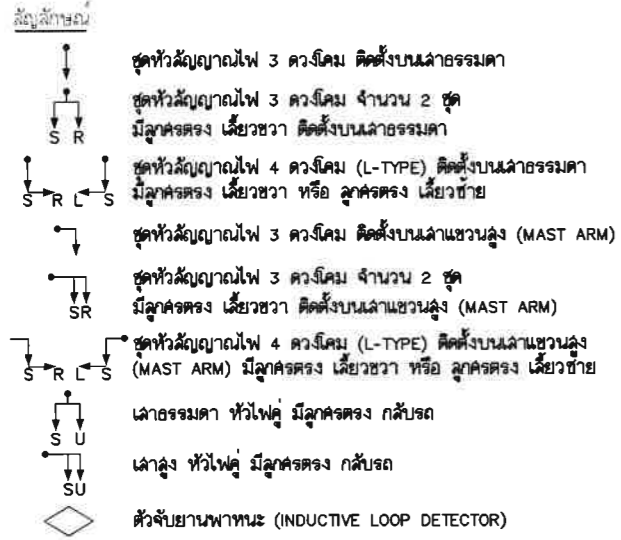 สัญลักษณ์
ชุดหัวสัญญาณไฟ 3 ดวงโคม ติดตั้งบนเสาธรรมดา
ชุดหัวสัญญาณไฟ 3 ดวงโคม จำนวน 2 ชุด
S R มีลูกศรตรง เลี้ยวขวา ติดตั้งบนเสาธรรมดา
ชุดหัวสัญญาณไฟ 4 ดวงโคม (L-TYPE) ติดตั้งบนเสาธรรมดา
S R L S มีลูกศรตรง เลี้ยวขวา หรือ ลูกศรตรง เลี้ยวซ้าย
ชุดหัวสัญญาณไฟ 3 ดวงโคม ติดตั้งบนเสาแขวนสูง (MAST ARM)
ชุดหัวสัญญาณไฟ 3 ดวงโคม จำนวน 2 ชุด
SR มีลูกศรตรง เลี้ยวขวา ติดตั้งบนเสาแขวนสูง (MAST ARM)
ชุดหัวสัญญาณไฟ 4 ดวงโคม (L-TYPE) ติดตั้งบนเสาแขวนสูง
S R L S (MAST ARM) มีลูกศรตรง เลี้ยวขวา หรือ ลูกศรตรง เลี้ยวซ้าย
เสาธรรมดา หัวไฟคู่ มีลูกศรตรง กลับรถ
S U
เสาสูง หัวไฟคู่ มีลูกศรตรง กลับรถ
SU
ตัวจับยานพาหนะ (INDUCTIVE LOOP DETECTOR)